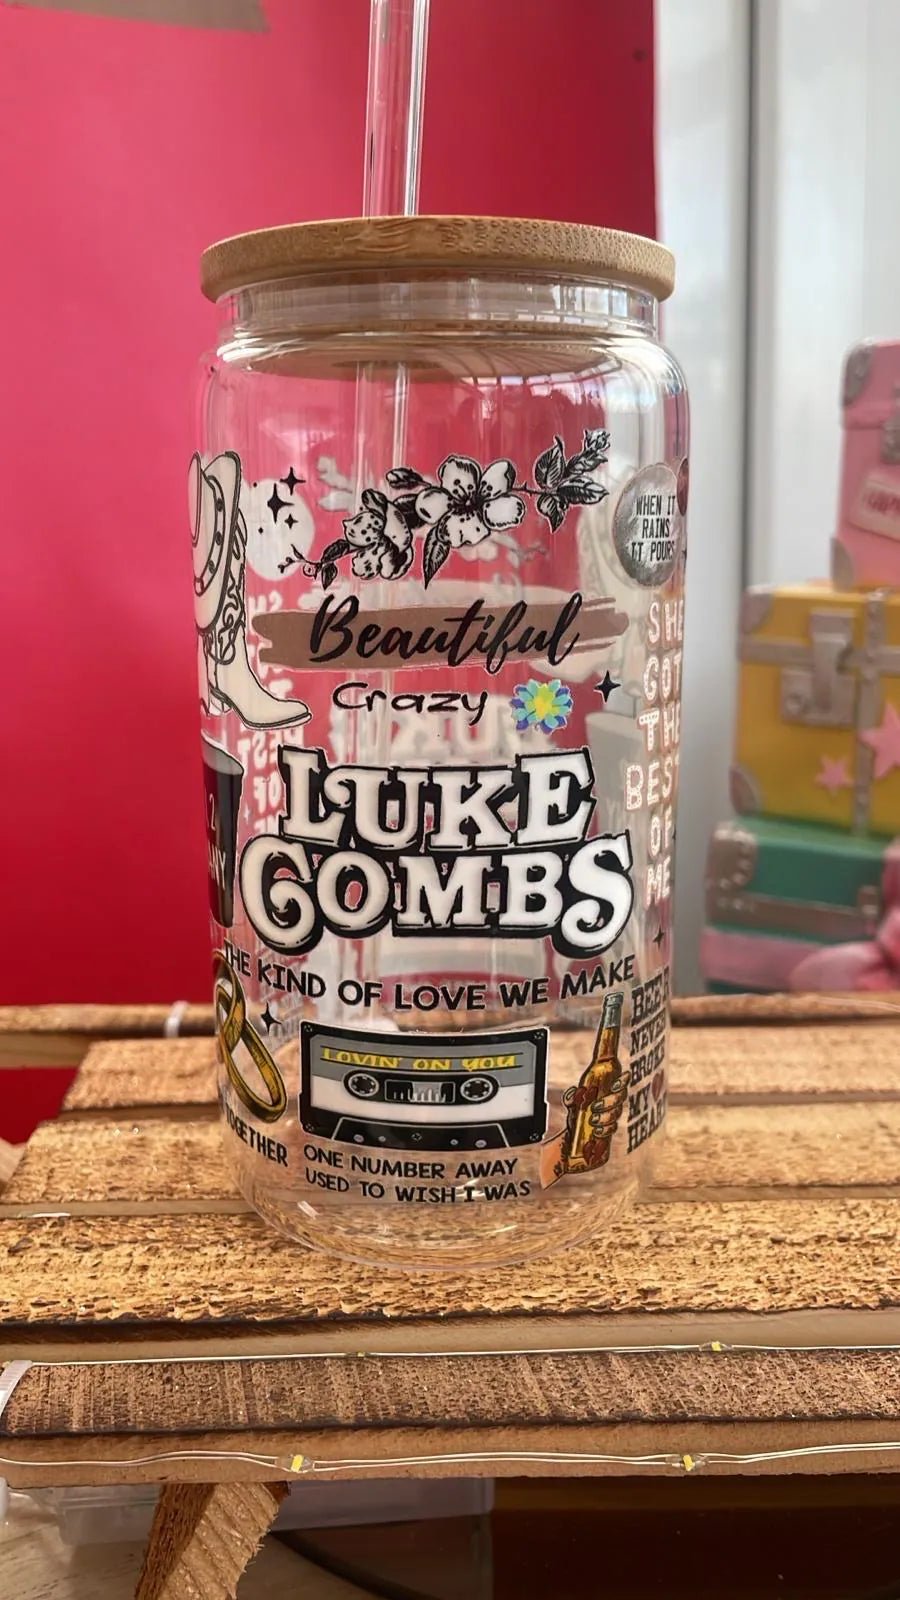 WHEN IT
RAINS
IT POURS
Beautiful
Crazy
SHE
GOT
THE
BEST
OF
ME
LUKE
COMBS
2
THE KIND OF LOVE WE MAKE
LOVIN' ON YOU
BEER
NEVER
BROKE
MY
HEART
TOGETHER
ONE NUMBER AWAY
USED TO WISH I WAS